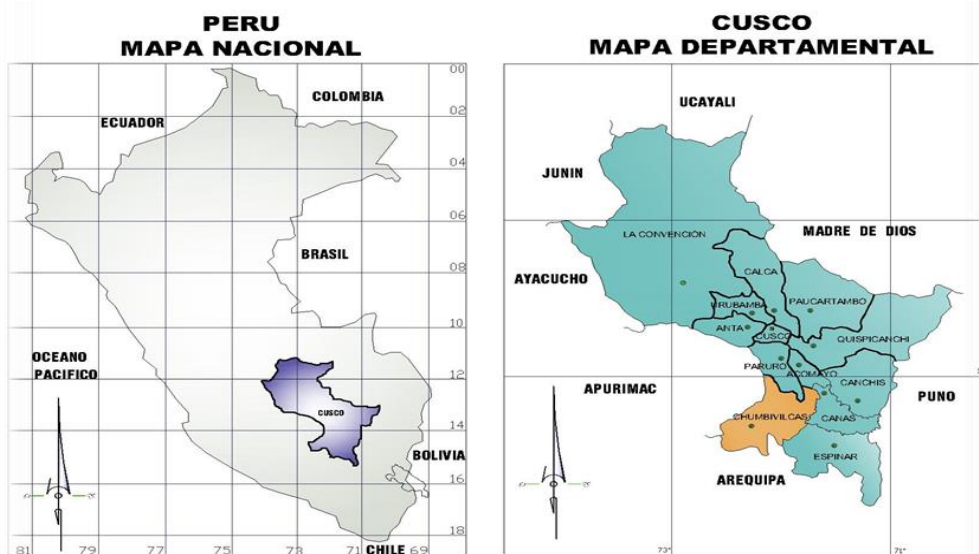 PERU
MAPA NACIONAL
00
COLOMBIA
02
ECUADOR
04
06
BRASIL
08
10
OCEANO
PACIFICO
12
CUSCO
14
BOLIVIA
16
18
81
79
77
75
73
71
CHILE
69
CUSCO
MAPA DEPARTAMENTAL
UCAYALI
JUNIN
LA CONVENCIÓN
MADRE DE DIOS
CALCA
AYACUCHO
PAUCARTAMBO
URUBAMBA
ANTA
CUSCO
QUISPICANCHI
PARURO
ACOMAYO
CANCHIS
APURIMAC
PUNO
CHUMBIVILCAS
CANAS
ESPINAR
AREQUIPA
73°
71°